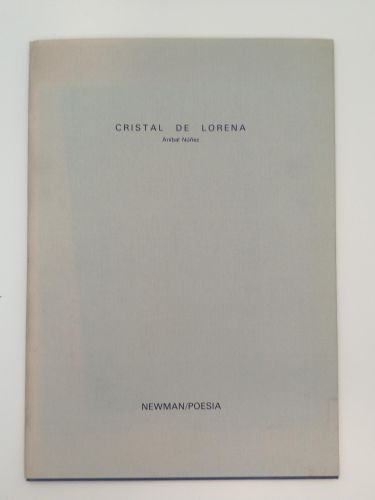 CRISTAL DE LORENA
Aníbal Núñez
NEWMAN/POESIA